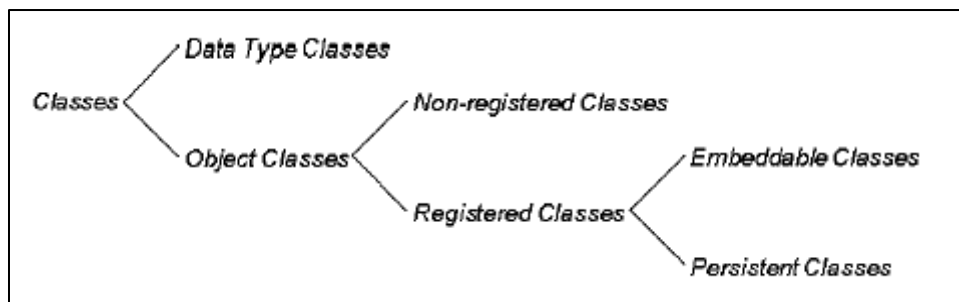 Data Type Classes
Classes
Non-registered Classes
Object Classes
Embeddable Classes
Registered Classes
Persistent Classes